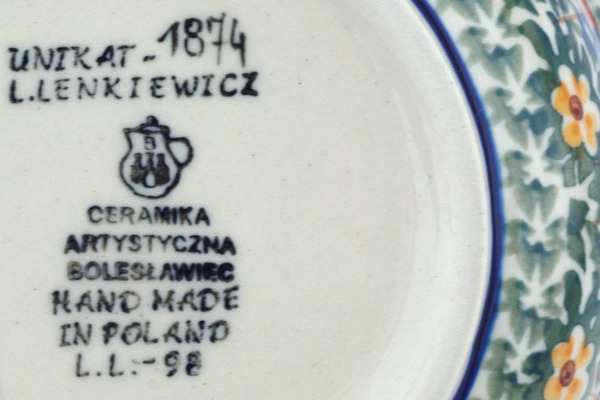 UNIKAT-1874
L.LENKIEWICZ
B
CERAMIKA
ARTYSTYCZNA
BOLESŁAWIEC
HAND MADE
IN POLAND
L.L.-98